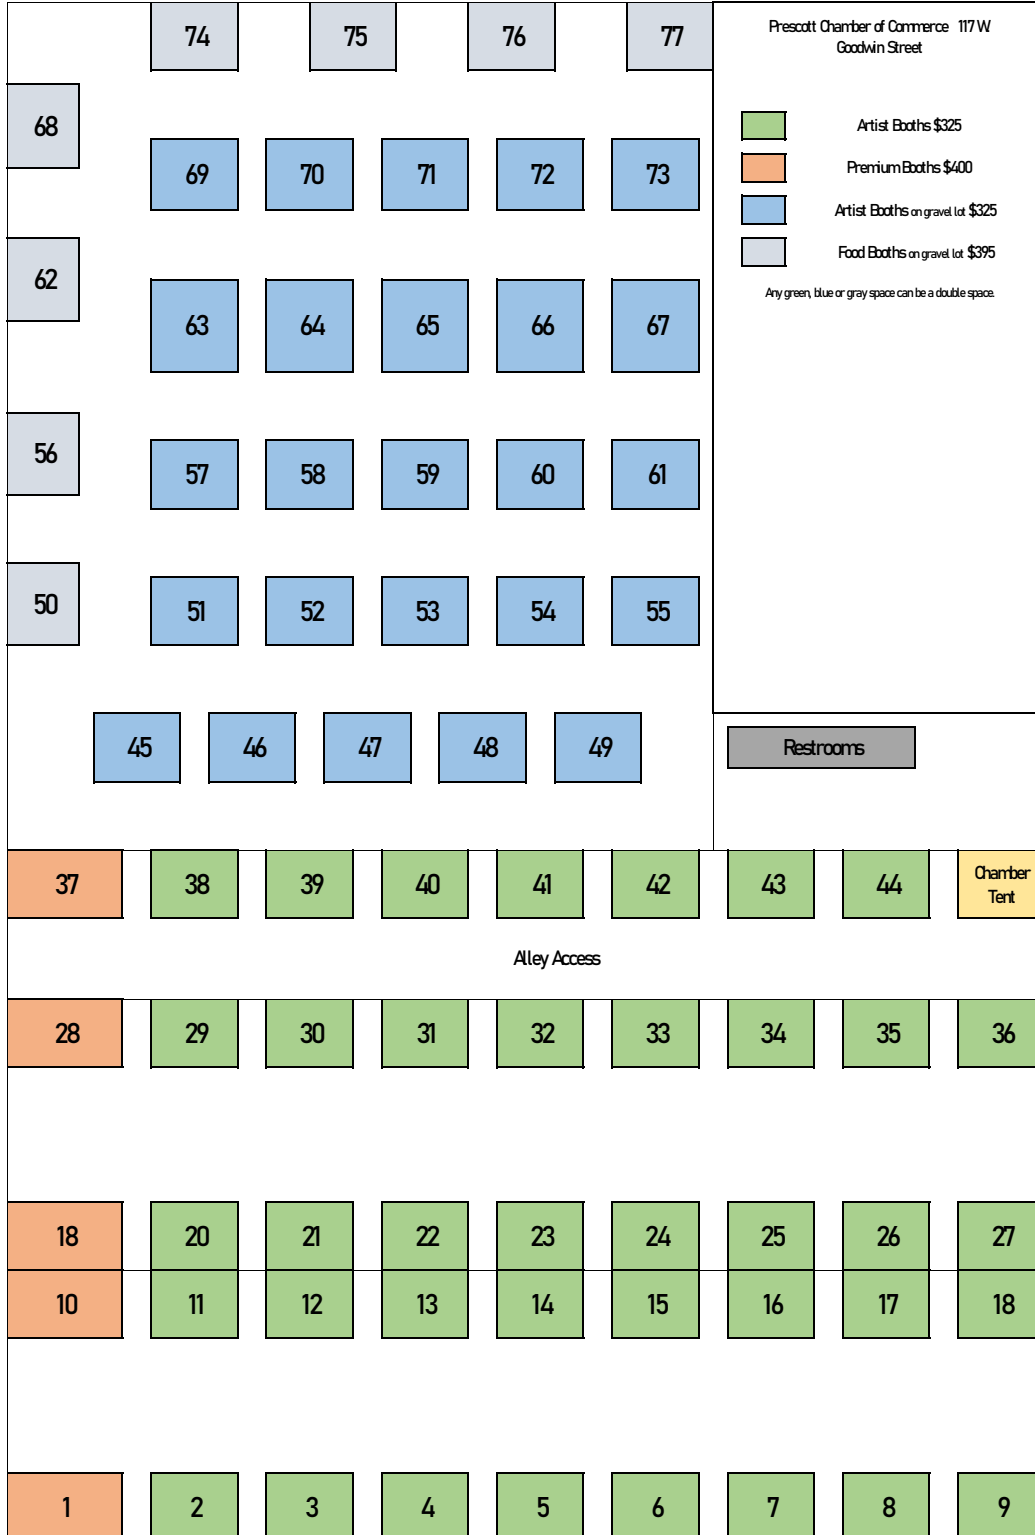 74 75 76 77
Prescott Chamber of Commerce 117 W.
Goodwin Street
68
Artist Booths $325
69 70 71 72 73
Premium Booths $400
Artist Booths on gravel lot $325
62
Food Booths on gravel lot $395
Any green, blue or gray space can be a double space.
63 64 65 66 67
56
57 58 59 60 61
50
51 52 53 54 55
45 46 47 48 49
Restrooms
37 38 39 40 41 42 43 44
Chamber
Tent
Alley Access
28 29 30 31 32 33 34 35 36
18 20 21 22 23 24 25 26 27
10 11 12 13 14 15 16 17 18
1 2 3 4 5 6 7 8 9